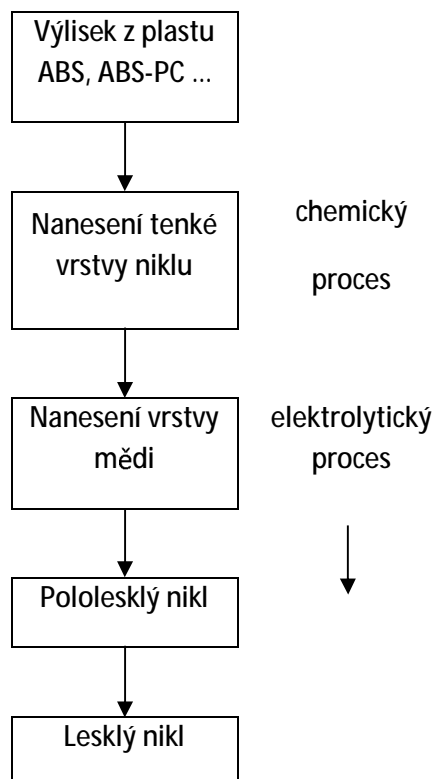 Výlisek z plastu
ABS, ABS-PC ...
Nanesení tenké
vrstvy niklu
chemický
proces
Nanesení vrstvy
mědi
elektrolytický
proces
Pololesklý nikl
Lesklý nikl